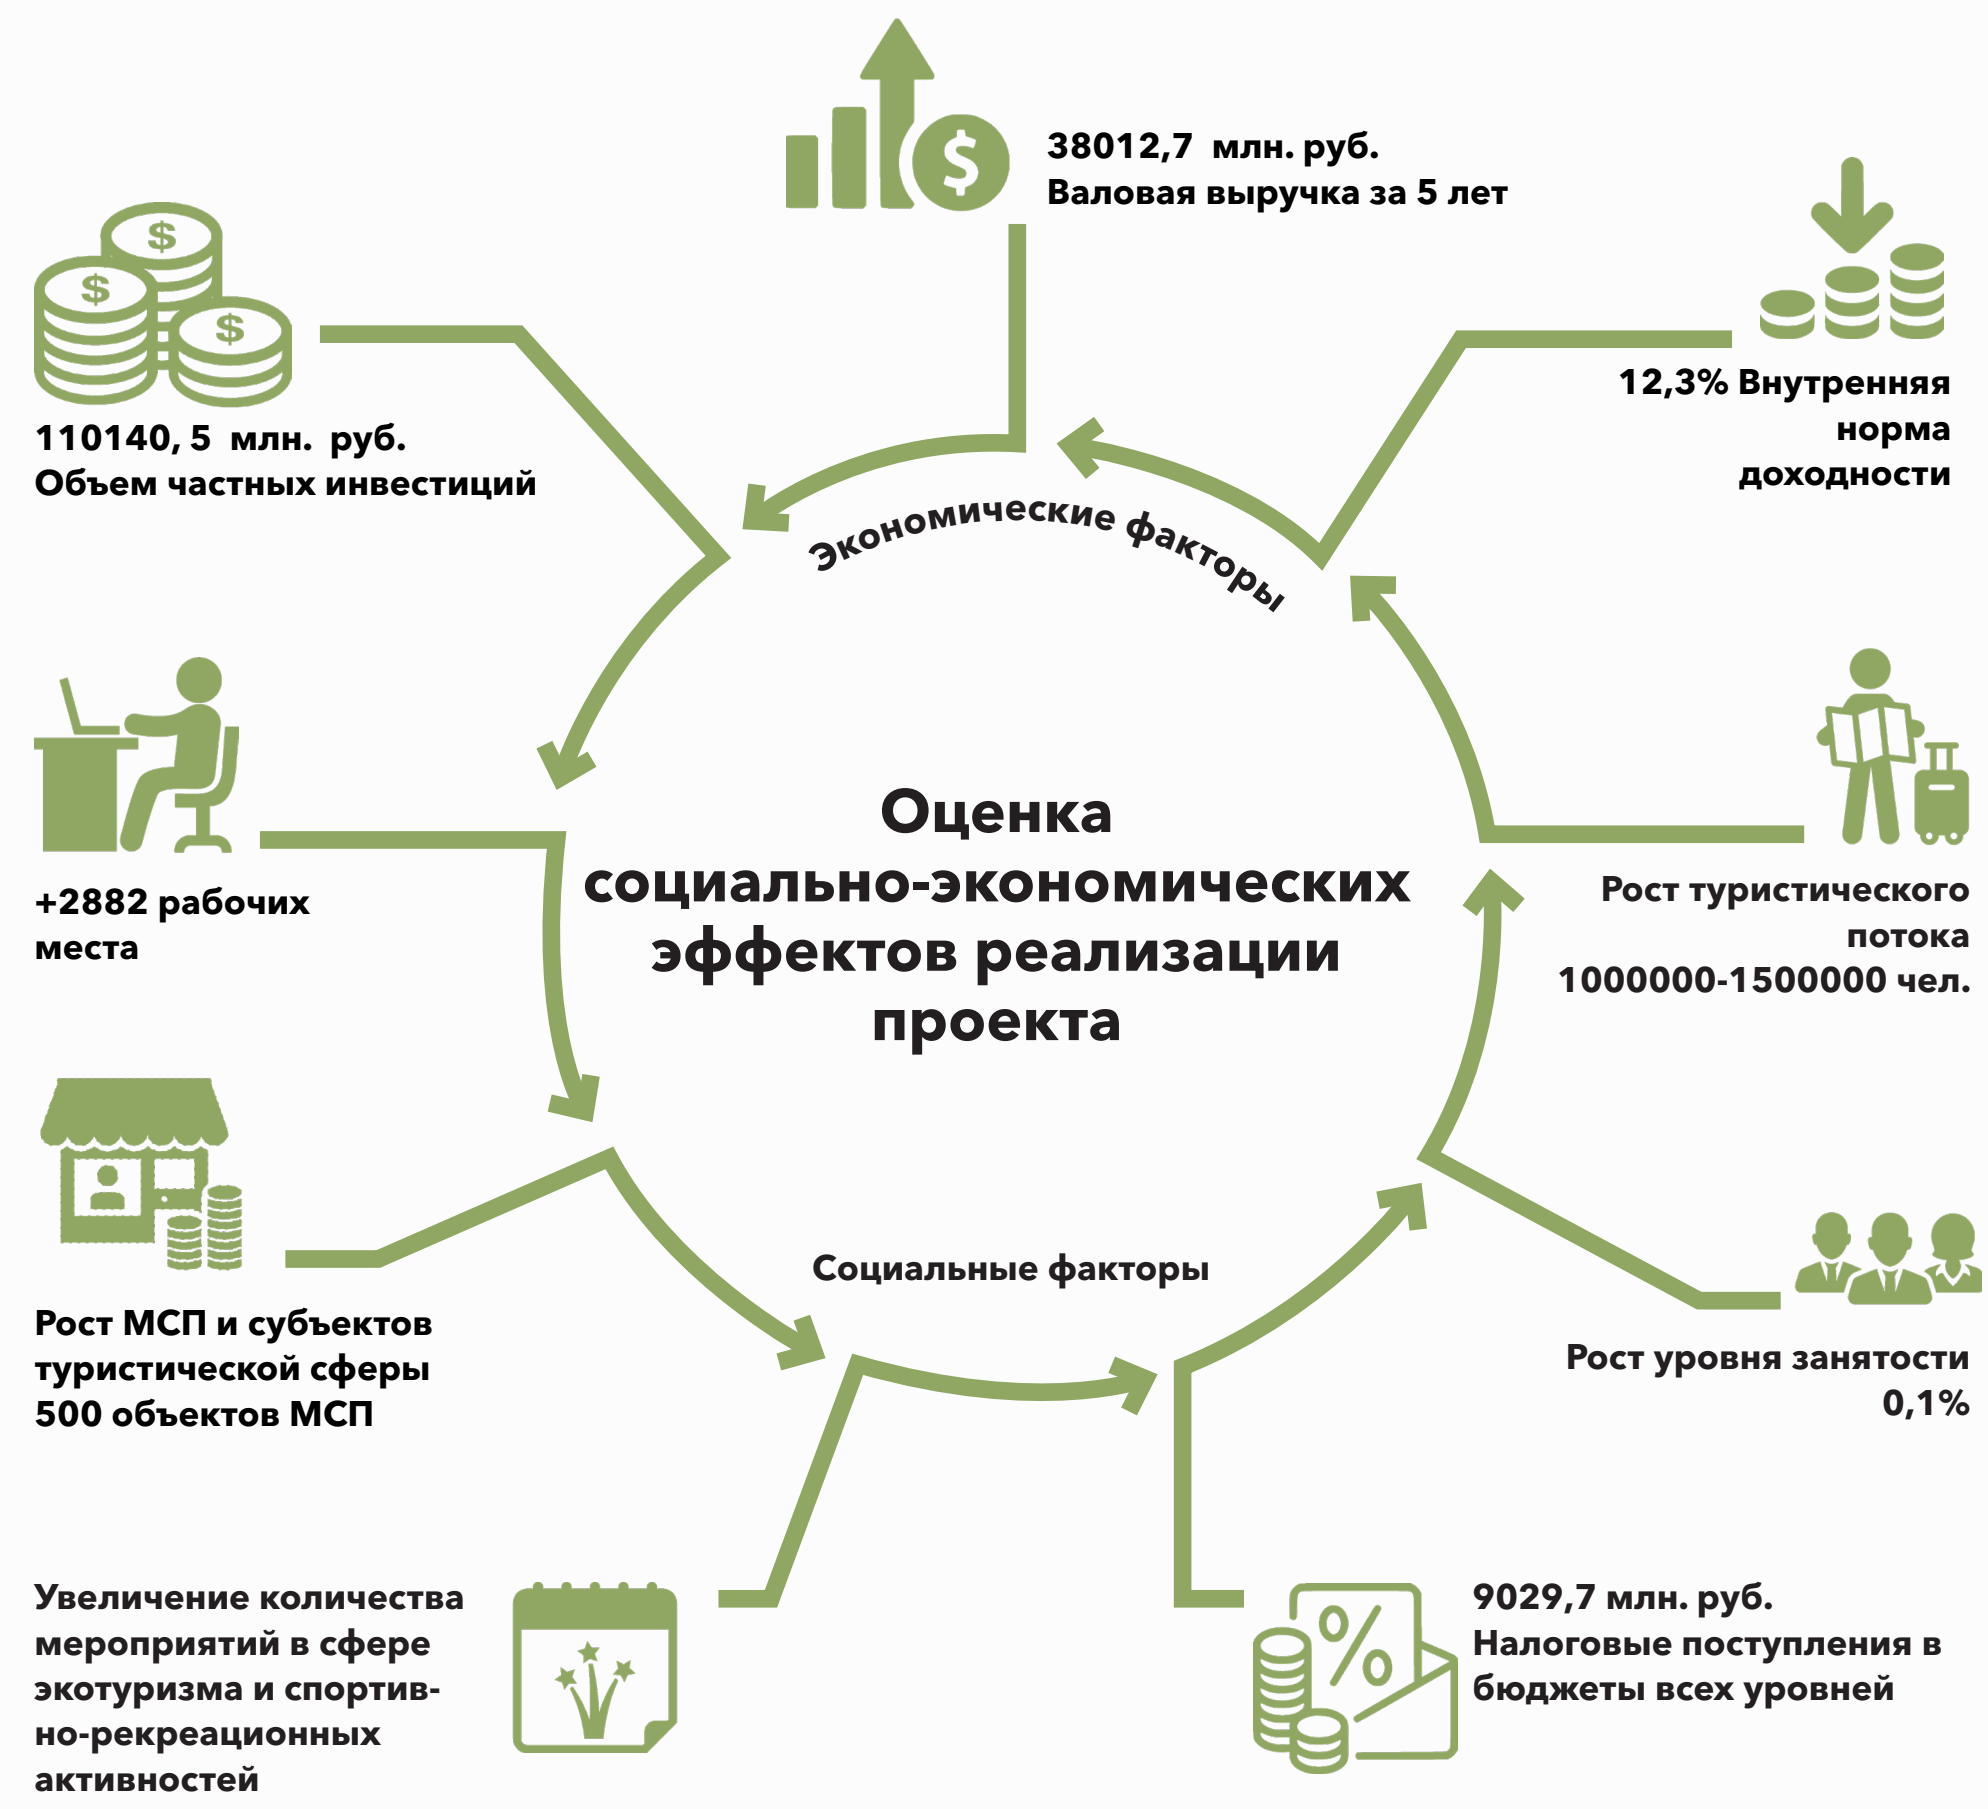 38012,7 млн. руб.
Валовая выручка за 5 лет
110140, 5 млн. руб.
Объем частных инвестиций
12,3% Внутренняя
норма
доходности
Экономические факторы
Оценка
социально-экономических
эффектов реализации
проекта
+2882 рабочих
места
Рост туристического
потока
1000000-1500000 чел.
Социальные факторы
Рост МСП и субъектов
туристической сферы
500 объектов МСП
Рост уровня занятости
0,1%
Увеличение количества
мероприятий в сфере
экотуризма и спортив-
но-рекреационных
активностей
9029,7 млн. руб.
Налоговые поступления в
бюджеты всех уровней